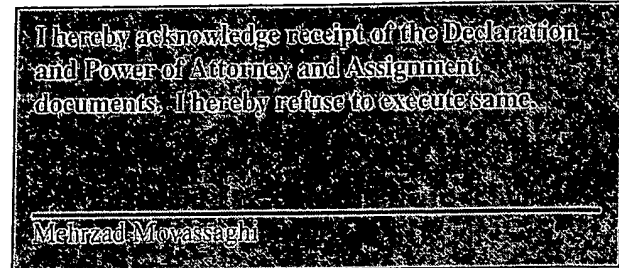 I hereby acknowledge receipt of the Declaration
and Power of Attorney and Assignment
documents. I hereby refuse to execute same.
Mehrzad Movassaghi